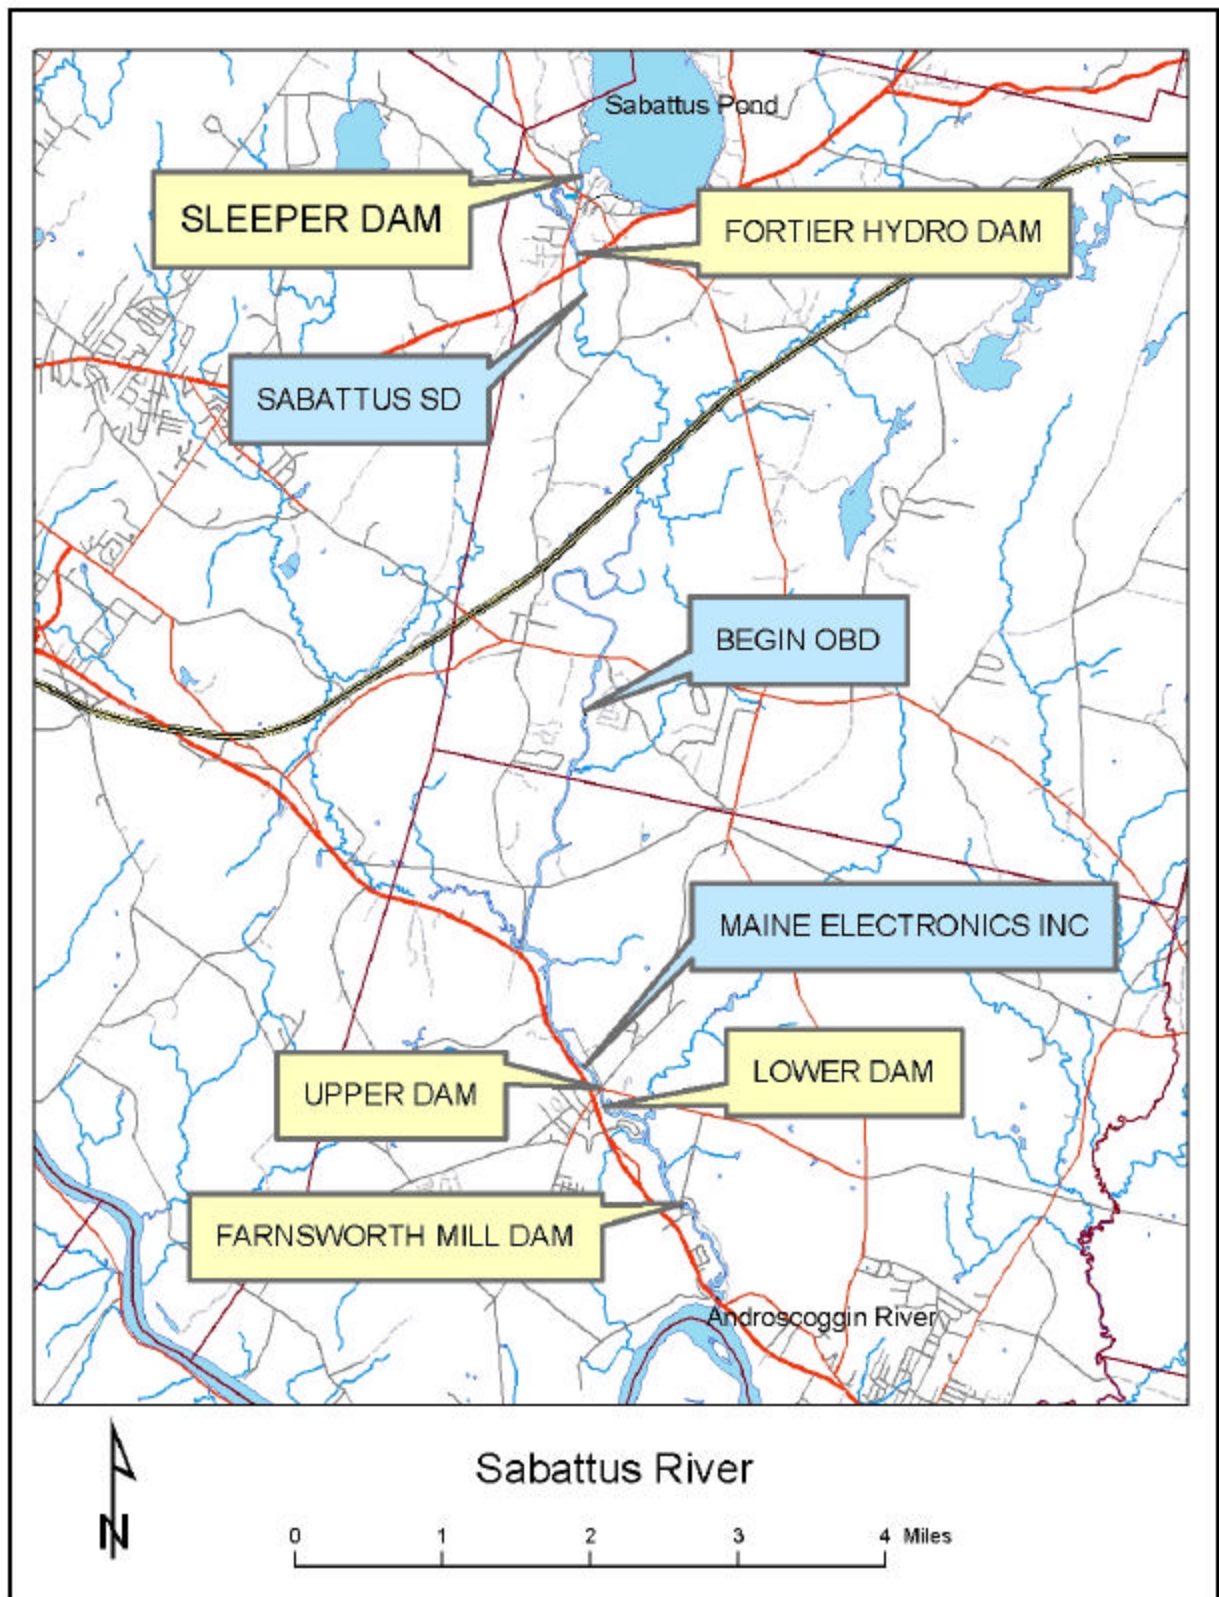 Sabattus Pond
SLEEPER DAM
FORTIER HYDRO DAM
SABATTUS SD
BEGIN OBD
MAINE ELECTRONICS INC
LOWER DAM
UPPER DAM
FARNSWORTH MILL DAM
Androscoggin River
Sabattus River
N
0 1 2 3 4 Miles